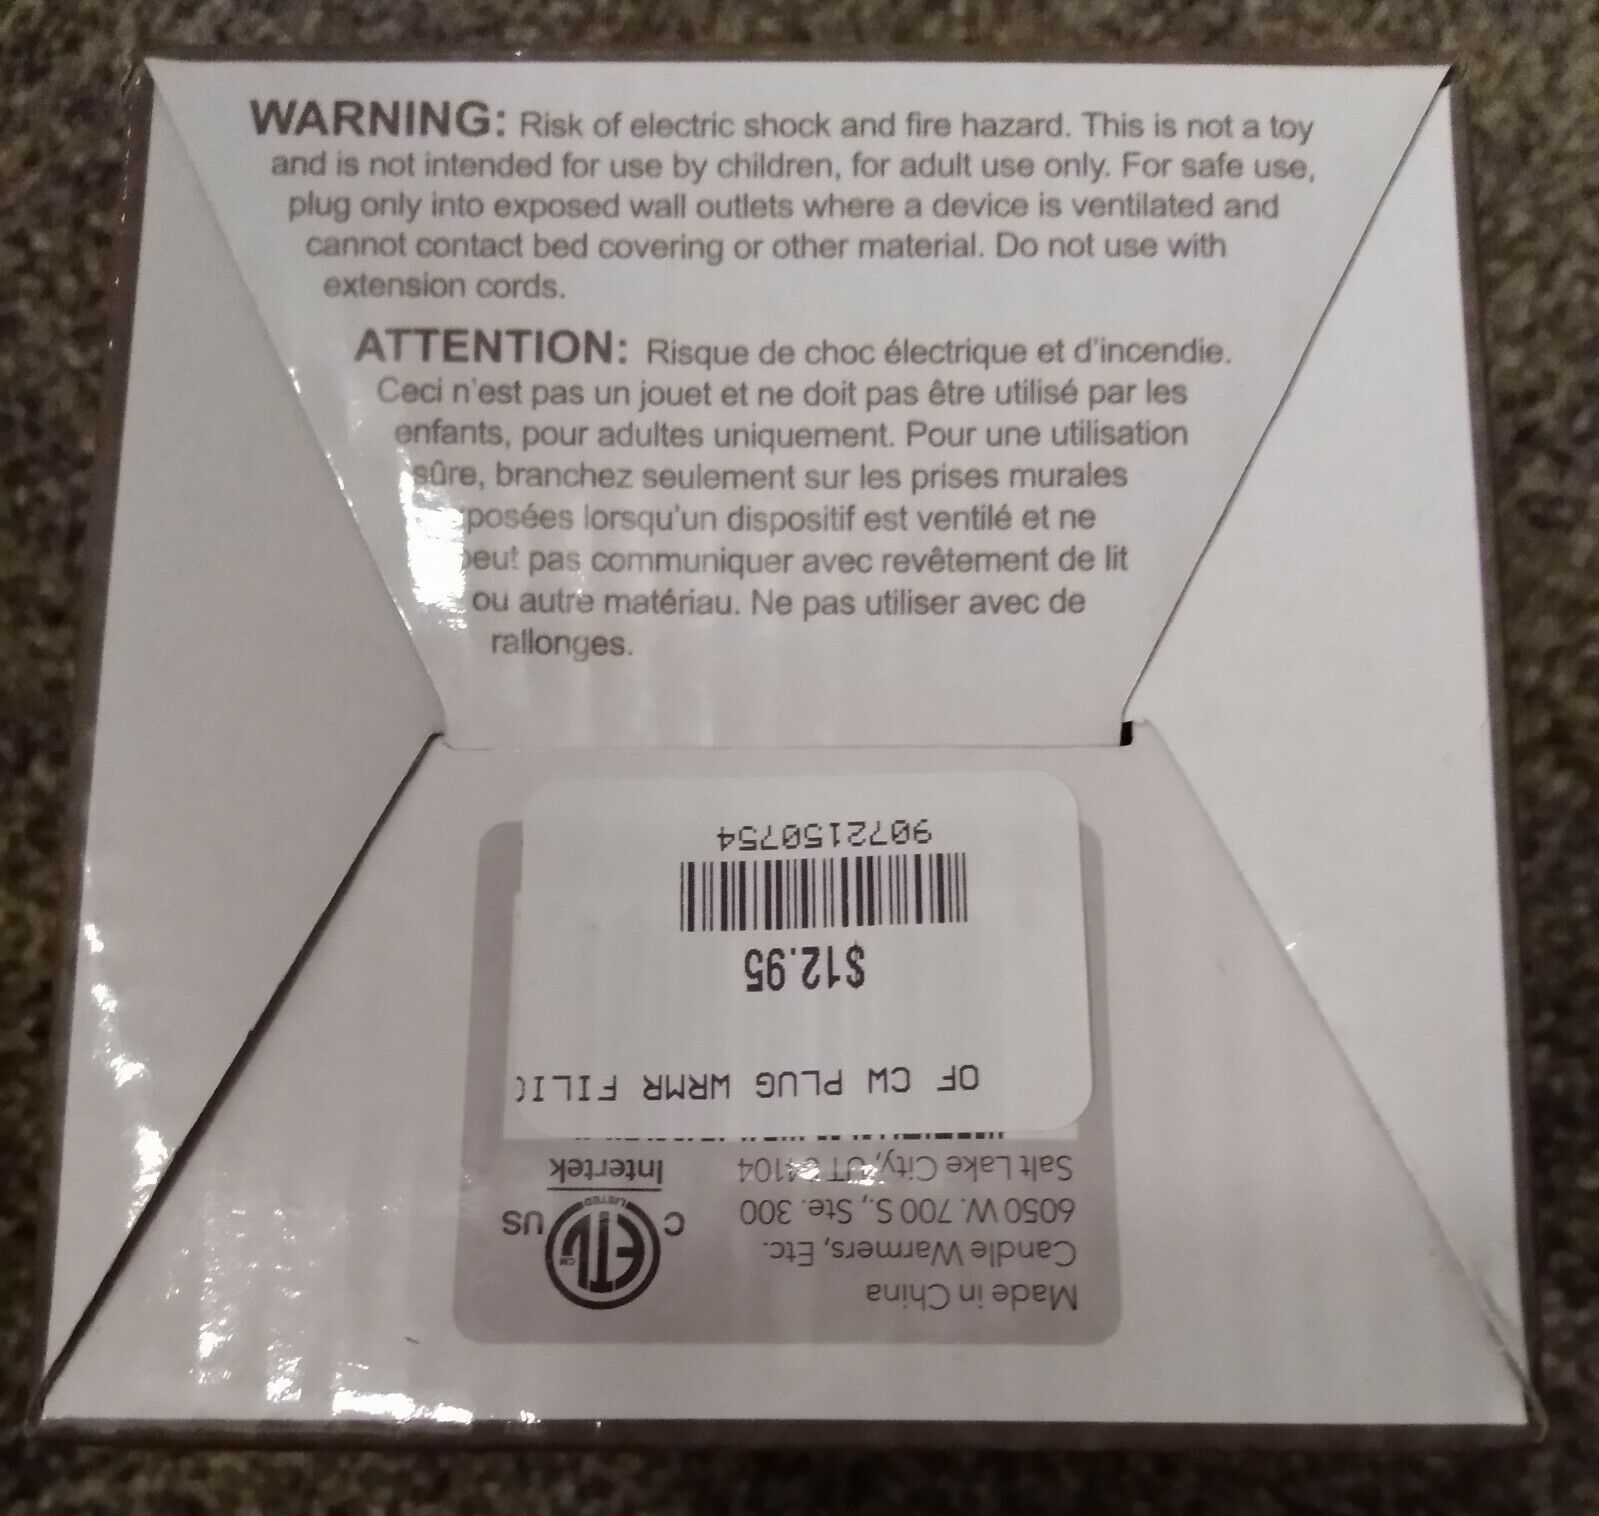 WARNING: Risk of electric shock and fire hazard. This is not a toy
and is not intended for use by children, for adult use only. For safe use,
plug only into exposed wall outlets where a device is ventilated and
cannot contact bed covering or other material. Do not use with
extension cords.
ATTENTION: Risque de choc électrique et d'incendie.
Ceci n'est pas un jouet et ne doit pas être utilisé par les
enfants, pour adultes uniquement. Pour une utilisation
sûre, branchez seulement sur les prises murales
posées lorsqu'un dispositif est ventilé et ne
peut pas communiquer avec revêtement de lit
ou autre matériau. Ne pas utiliser avec de
rallonges.
Made in China
Candle Warmers, Etc.
6050 W. 700 S., Ste. 300
Salt Lake City, UT 84104
ETL CM
LISTED
C US
Intertek
OF CW PLUG WRMR FILI
$12.95
9072150754